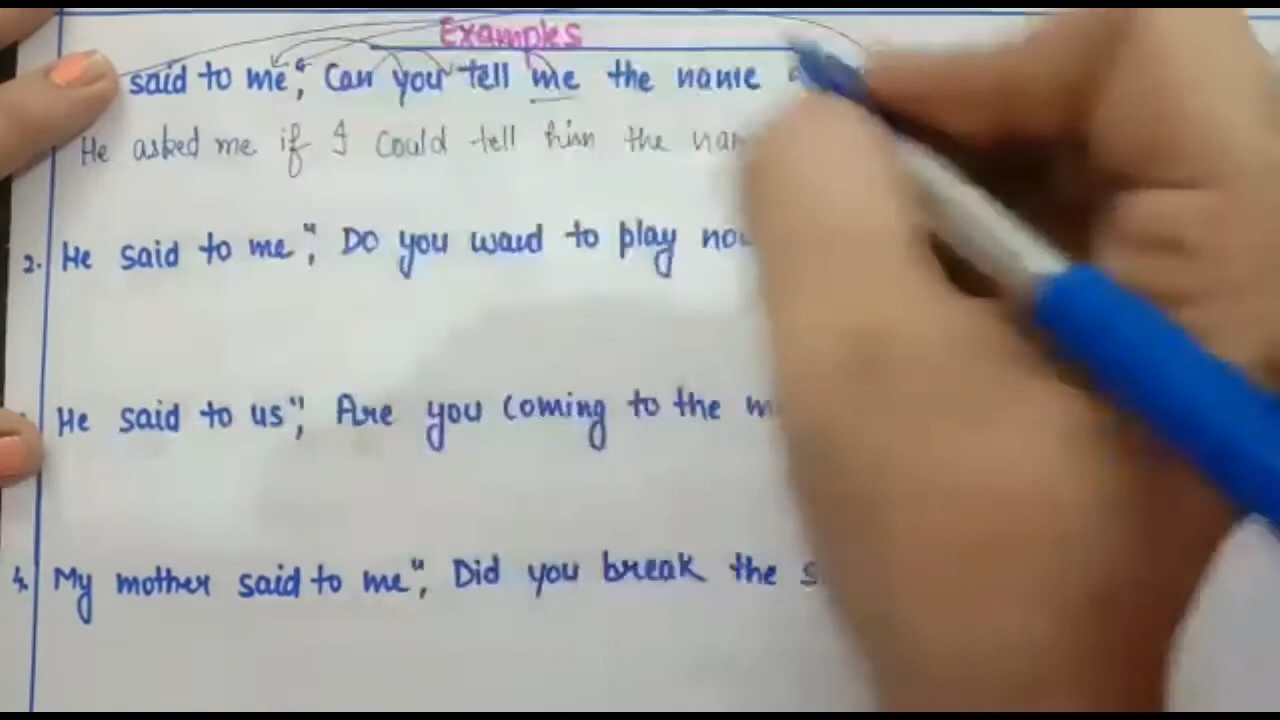 Examples
said to me", Can you tell me the name
He asked me if I could tell him the
2. He said to me", Do you want to play
He said to us", Are you coming to the
4. My mother said to me", Did you break the